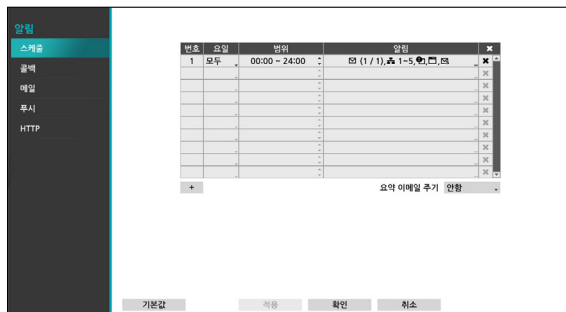 알림
스케줄
콜백
메일
푸시
HTTP
번호 요일 범위 알림
1 모두 00:00 ~ 24:00 (1 / 1), 1~5, , ,
+ 요약 이메일 주기 안함
기본값 적용 확인 취소